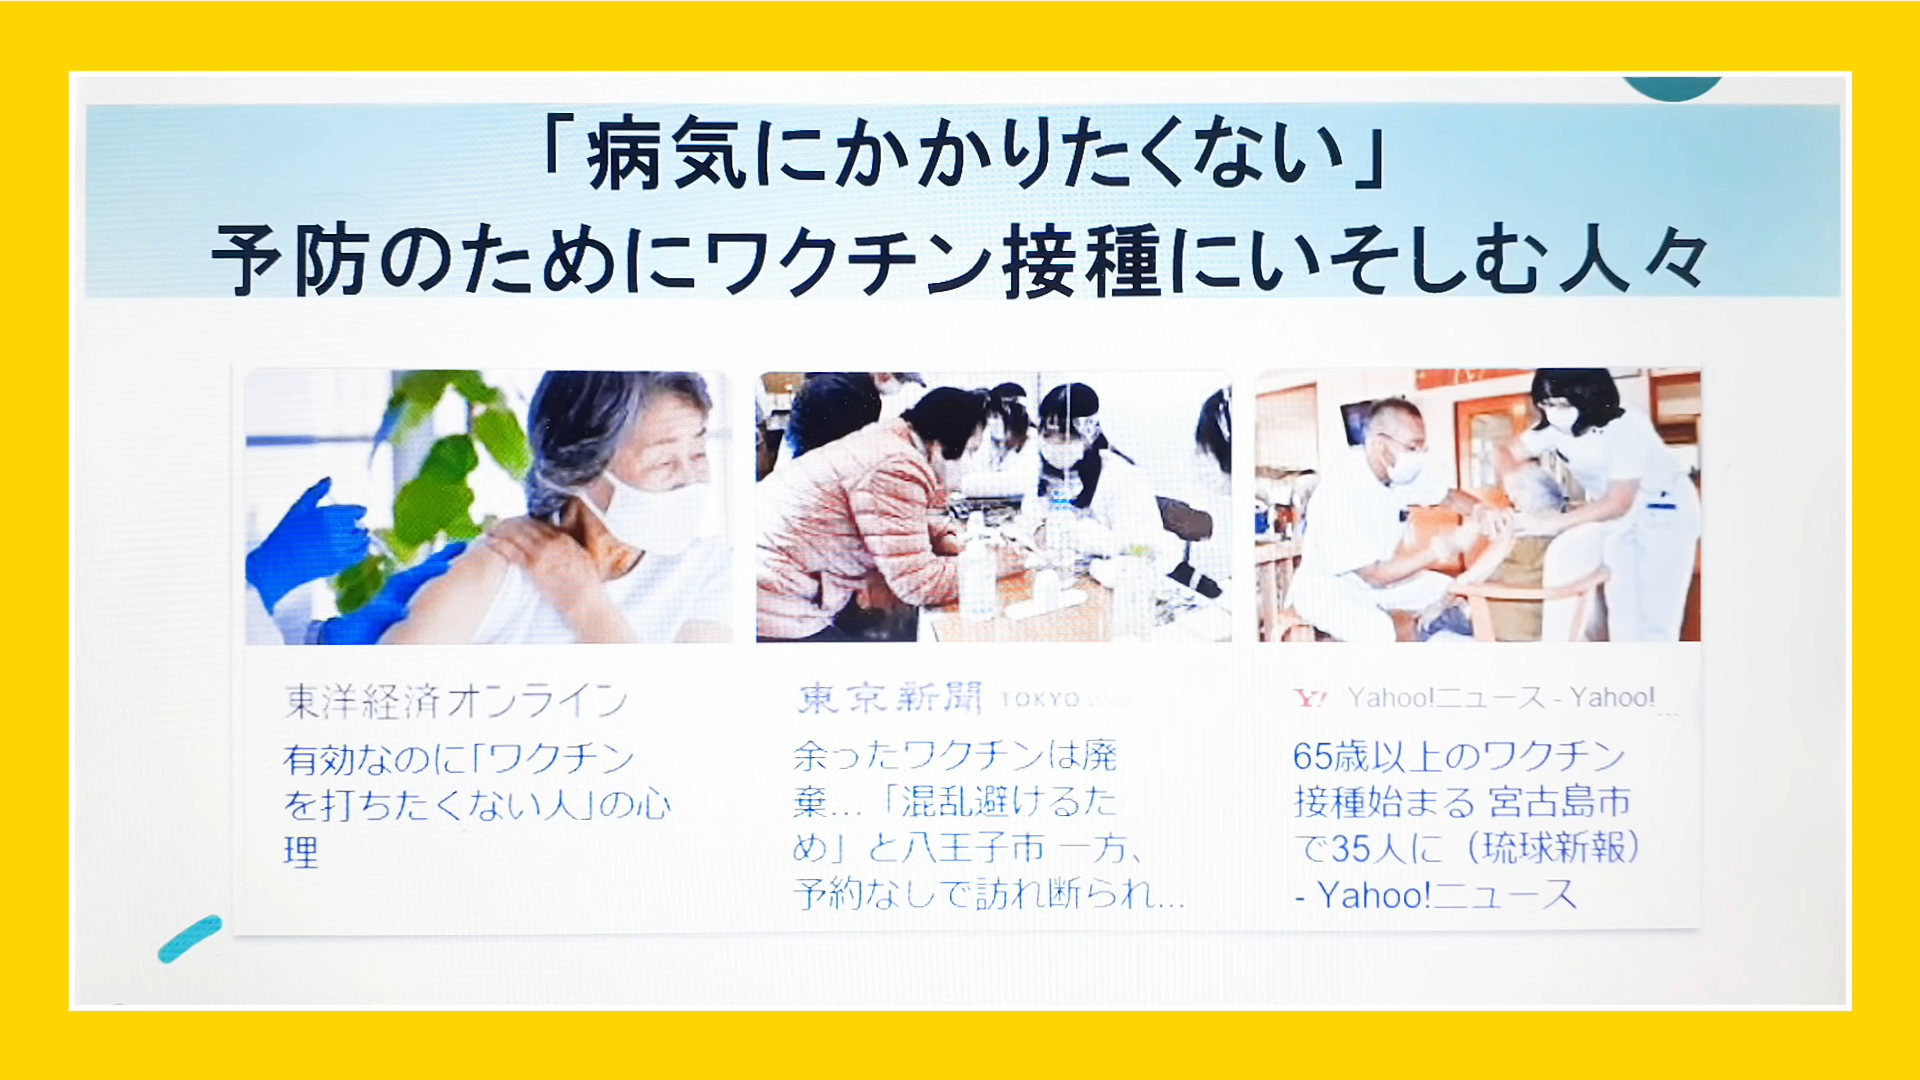 「病気にかかりたくない」
予防のためにワクチン接種にいそしむ人々
東洋経済オンライン
有効なのに「ワクチン
を打ちたくない人」の心
理
東京新聞 TOKYO
余ったワクチンは廃
棄...「混乱避けるた
め」と八王子市 一方、
予約なしで訪れ断られ...
Y! Yahoo!ニュース - Yahoo!...
65歳以上のワクチン
接種始まる 宮古島市
で35人に（琉球新報）
- Yahoo!ニュース